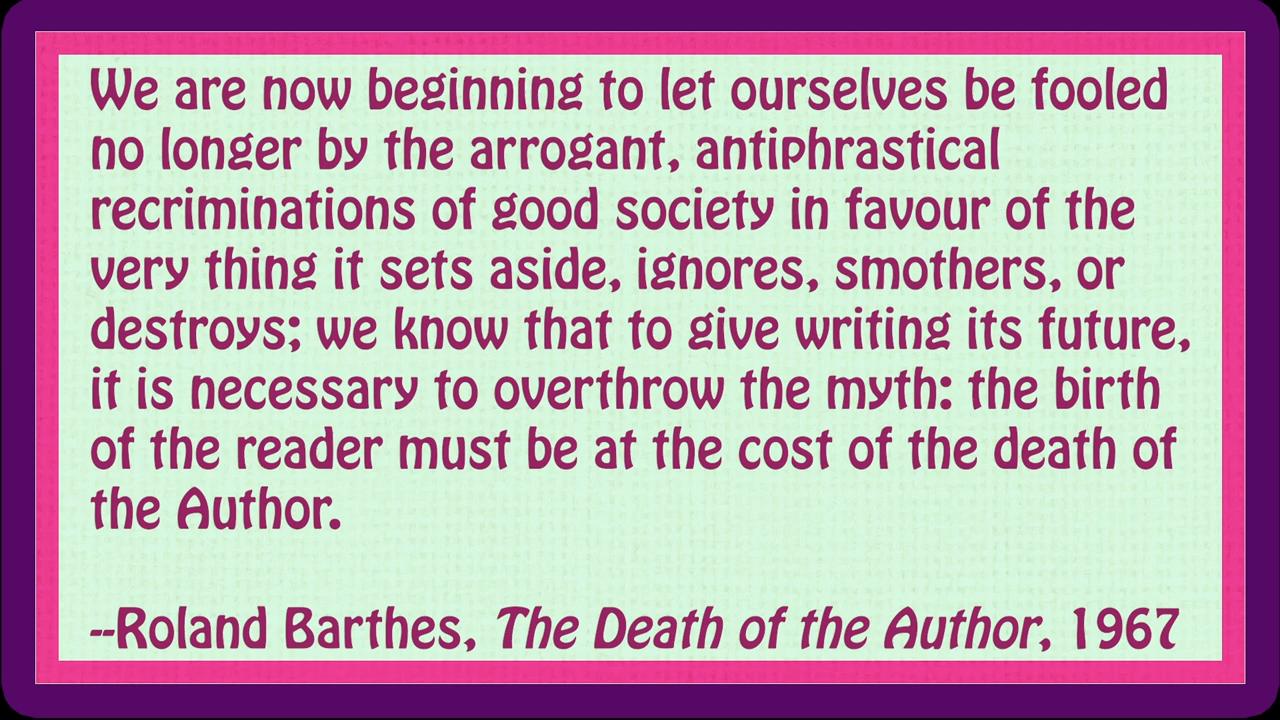 We are now beginning to let ourselves be fooled
no longer by the arrogant, antiphrastical
recriminations of good society in favour of the
very thing it sets aside, ignores, smothers, or
destroys; we know that to give writing its future,
it is necessary to overthrow the myth: the birth
of the reader must be at the cost of the death of
the Author.
--Roland Barthes, The Death of the Author, 1967